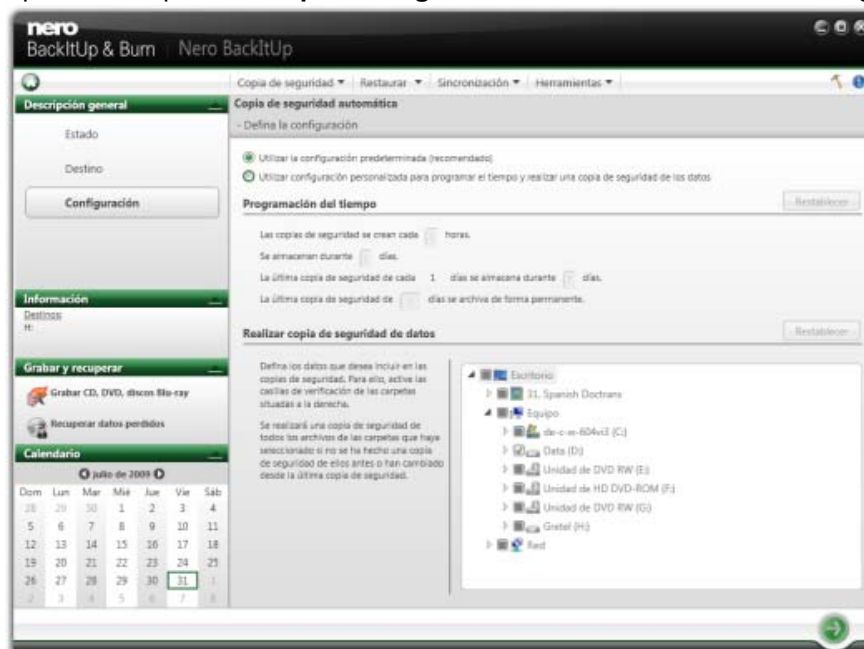 nero
BackItUp & Burn Nero BackItUp
Copia de seguridad Restaurar Sincronización Herramientas
Descripción general
Estado
Destino
Configuración
Copia de seguridad automática
- Defina la configuración
Utilizar la configuración predeterminada (recomendado)
Utilizar configuración personalizada para programar el tiempo y realizar una copia de seguridad de los datos
Programación del tiempo
Restablecer
Las copias de seguridad se crean cada horas.
Se almacenan durante días.
La última copia de seguridad de cada 1 días se almacena durante días.
La última copia de seguridad de días se archiva de forma permanente.
Información
Destinos:
H:
Realizar copia de seguridad de datos
Restablecer
Defina los datos que desea incluir en las
copias de seguridad. Para ello, active las
casillas de verificación de las carpetas
situadas a la derecha.
Se realizará una copia de seguridad de
todos los archivos de las carpetas que haya
seleccionado si no se ha hecho una copia
de seguridad de ellos antes o han cambiado
desde la última copia de seguridad.
Escritorio
31. Spanish Doctrans
Equipo
de-c-w-604vi3 (C:)
Data (D:)
Unidad de DVD RW (E:)
Unidad de HD DVD-ROM (F:)
Unidad de DVD RW (G:)
Gretel (H:)
Red
Grabar y recuperar
Grabar CD, DVD, discos Blu-ray
Recuperar datos perdidos
Calendario
julio de 2009
Dom Lun Mar Mié Jue Vie Sáb
28 29 30 1 2 3 4
5 6 7 8 9 10 11
12 13 14 15 16 17 18
19 20 21 22 23 24 25
26 27 28 29 30 31 1
2 3 4 5 6 7 8